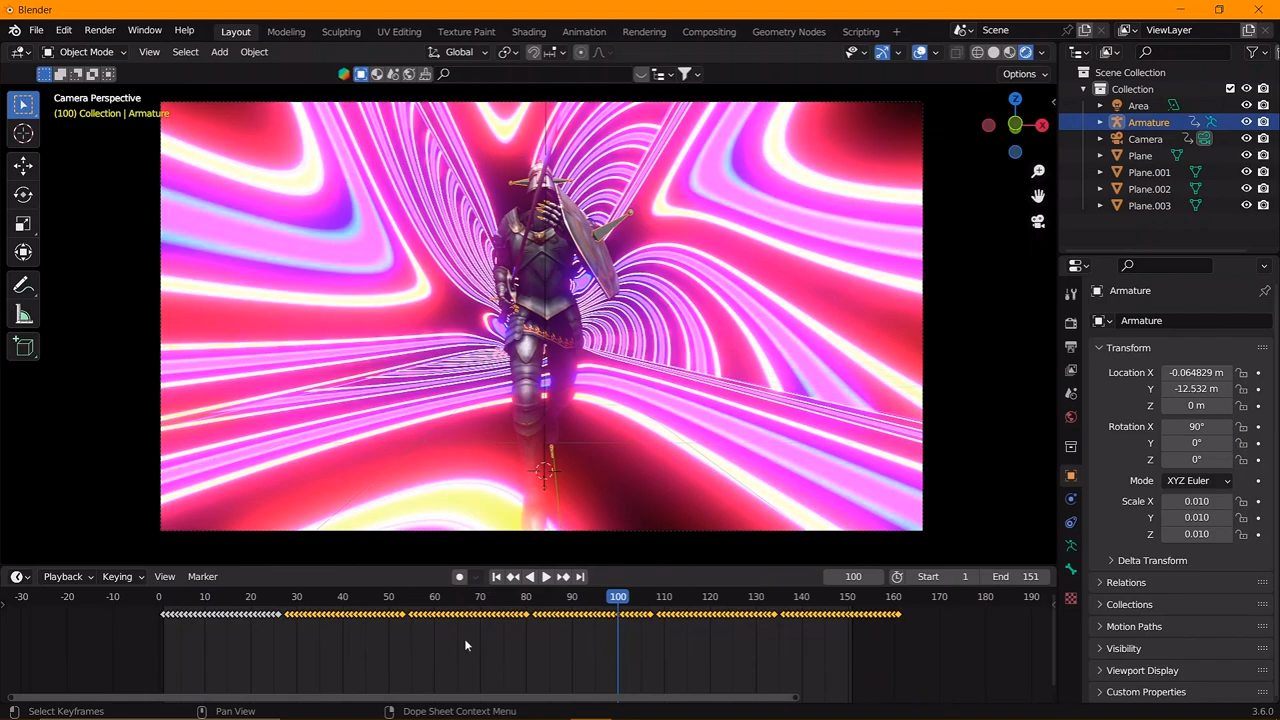 Blender
File Edit Render Window Help Layout Modeling Sculpting UV Editing Texture Paint Shading Animation Rendering Compositing Geometry Nodes Scripting + Scene ViewLayer
Object Mode View Select Add Object Global
Options
Camera Perspective
(100) Collection | Armature
Z
X
Scene Collection
Collection
Area
Armature
Camera
Plane
Plane.001
Plane.002
Plane.003
Armature
Armature
Transform
Location X -0.064829 m
Y -12.532 m
Z 0 m
Rotation X 90°
Y 0°
Z 0°
Mode XYZ Euler
Scale X 0.010
Y 0.010
Z 0.010
Delta Transform
Relations
Collections
Motion Paths
Visibility
Viewport Display
Custom Properties
Playback Keying View Marker 100 Start 1 End 151
-30 -20 -10 0 10 20 30 40 50 60 70 80 90 100 110 120 130 140 150 160 170 180 190
Select Keyframes Pan View Dope Sheet Context Menu 3.6.0